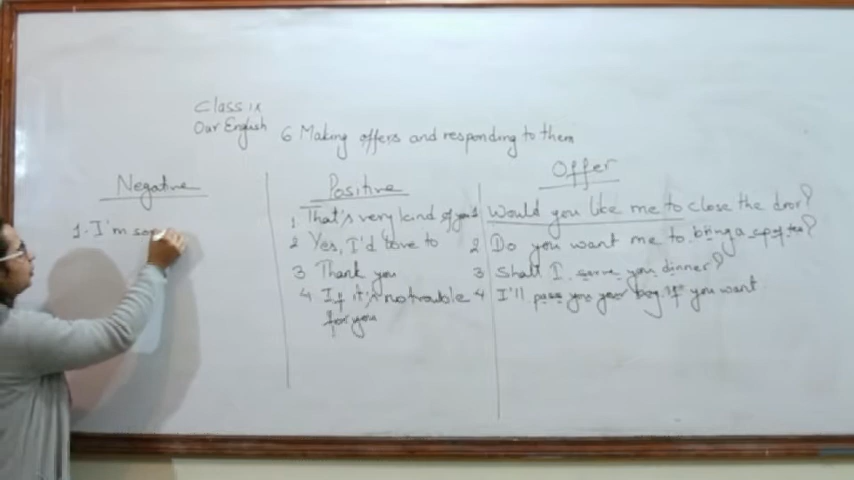 Class ix
Our English 6 Making offers and responding to them
Negative
1. I'm so
Positive
1 That's very kind of you
2 Yes, I'd love to
3 Thank you
4 If it's no trouble
for you
Offer
1 Would you like me to close the door?
2 Do you want me to bring a of tea?
3 Shall I serve you dinner?
4 I'll pass you your bag if you want